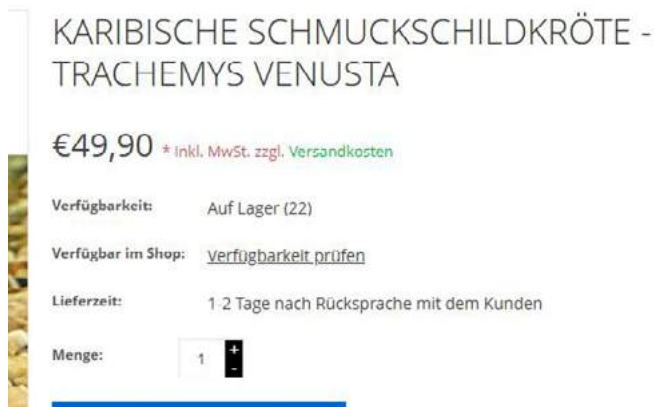 KARIBISCHE SCHMUCKSCHILDKRÖTE -
TRACHEMYS VENUSTA
€49,90 * Inkl. MwSt. zzgl. Versandkosten
Verfügbarkeit: Auf Lager (22)
Verfügbar im Shop: Verfügbarkeit prüfen
Lieferzeit: 1-2 Tage nach Rücksprache mit dem Kunden
Menge: 1 + -